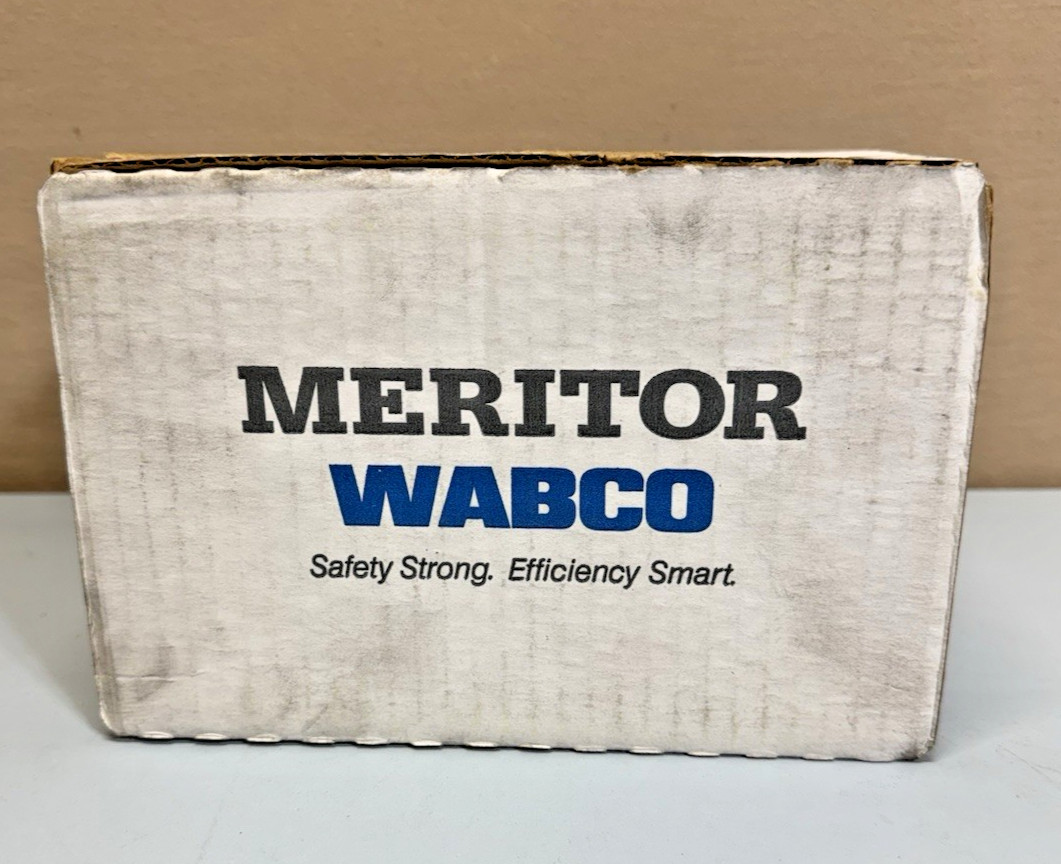 MERITOR
WABCO
Safety Strong. Efficiency Smart.